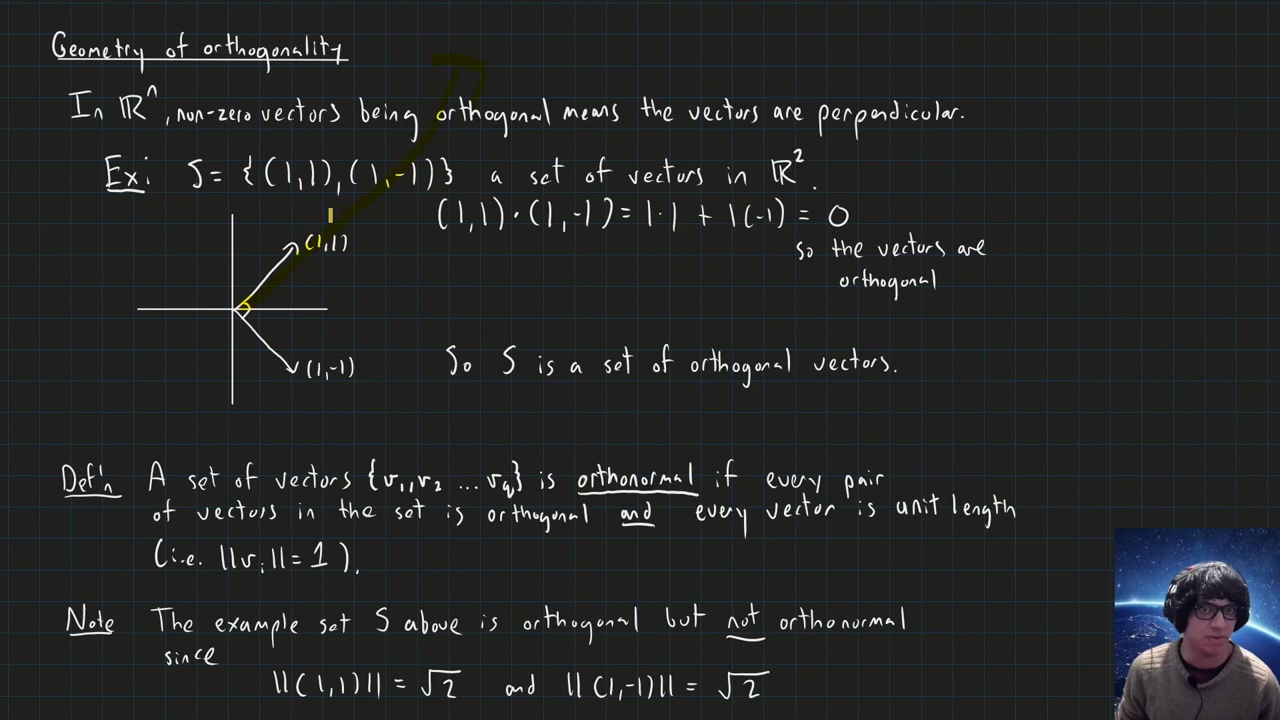 Geometry of orthogonality
In ℝⁿ, non-zero vectors being orthogonal means the vectors are perpendicular.
Ex: S = {(1,1),(1,-1)} a set of vectors in ℝ².
(1,1)·(1,-1) = 1·1 + 1(-1) = 0
(1,1)
so the vectors are
orthogonal
(1,-1)
So S is a set of orthogonal vectors.
Def'n A set of vectors {v₁,v₂ ... v_q} is orthonormal if every pair
of vectors in the set is orthogonal and every vector is unit length
(i.e. ||vᵢ|| = 1).
Note The example set S above is orthogonal but not orthonormal
since
||(1,1)|| = √2 and ||(1,-1)|| = √2